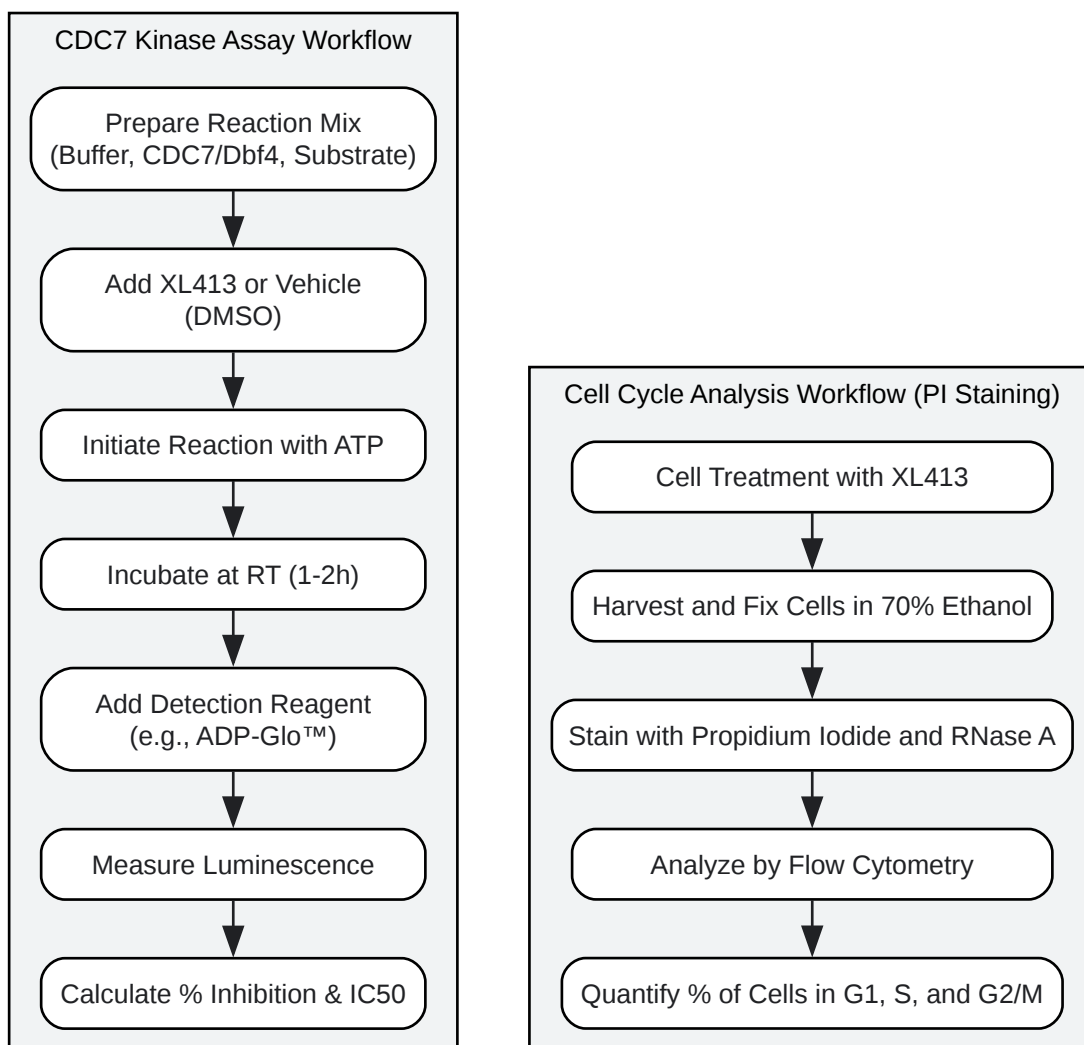 CDC7 Kinase Assay Workflow
Prepare Reaction Mix
(Buffer, CDC7/Dbf4, Substrate)
Add XL413 or Vehicle
(DMSO)
Initiate Reaction with ATP
Incubate at RT (1-2h)
Add Detection Reagent
(e.g., ADP-Glo™)
Measure Luminescence
Calculate % Inhibition & IC50
Cell Cycle Analysis Workflow (PI Staining)
Cell Treatment with XL413
Harvest and Fix Cells in 70% Ethanol
Stain with Propidium Iodide and RNase A
Analyze by Flow Cytometry
Quantify % of Cells in G1, S, and G2/M